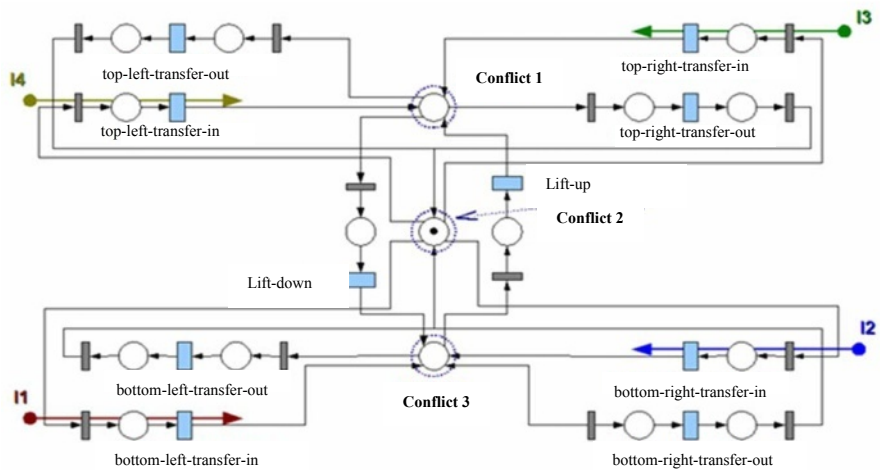 I3
top-left-transfer-out
Conflict 1
top-right-transfer-in
I4
top-left-transfer-in
top-right-transfer-out
Lift-up
Conflict 2
Lift-down
I2
bottom-left-transfer-out
bottom-right-transfer-in
I1
Conflict 3
bottom-left-transfer-in
bottom-right-transfer-out